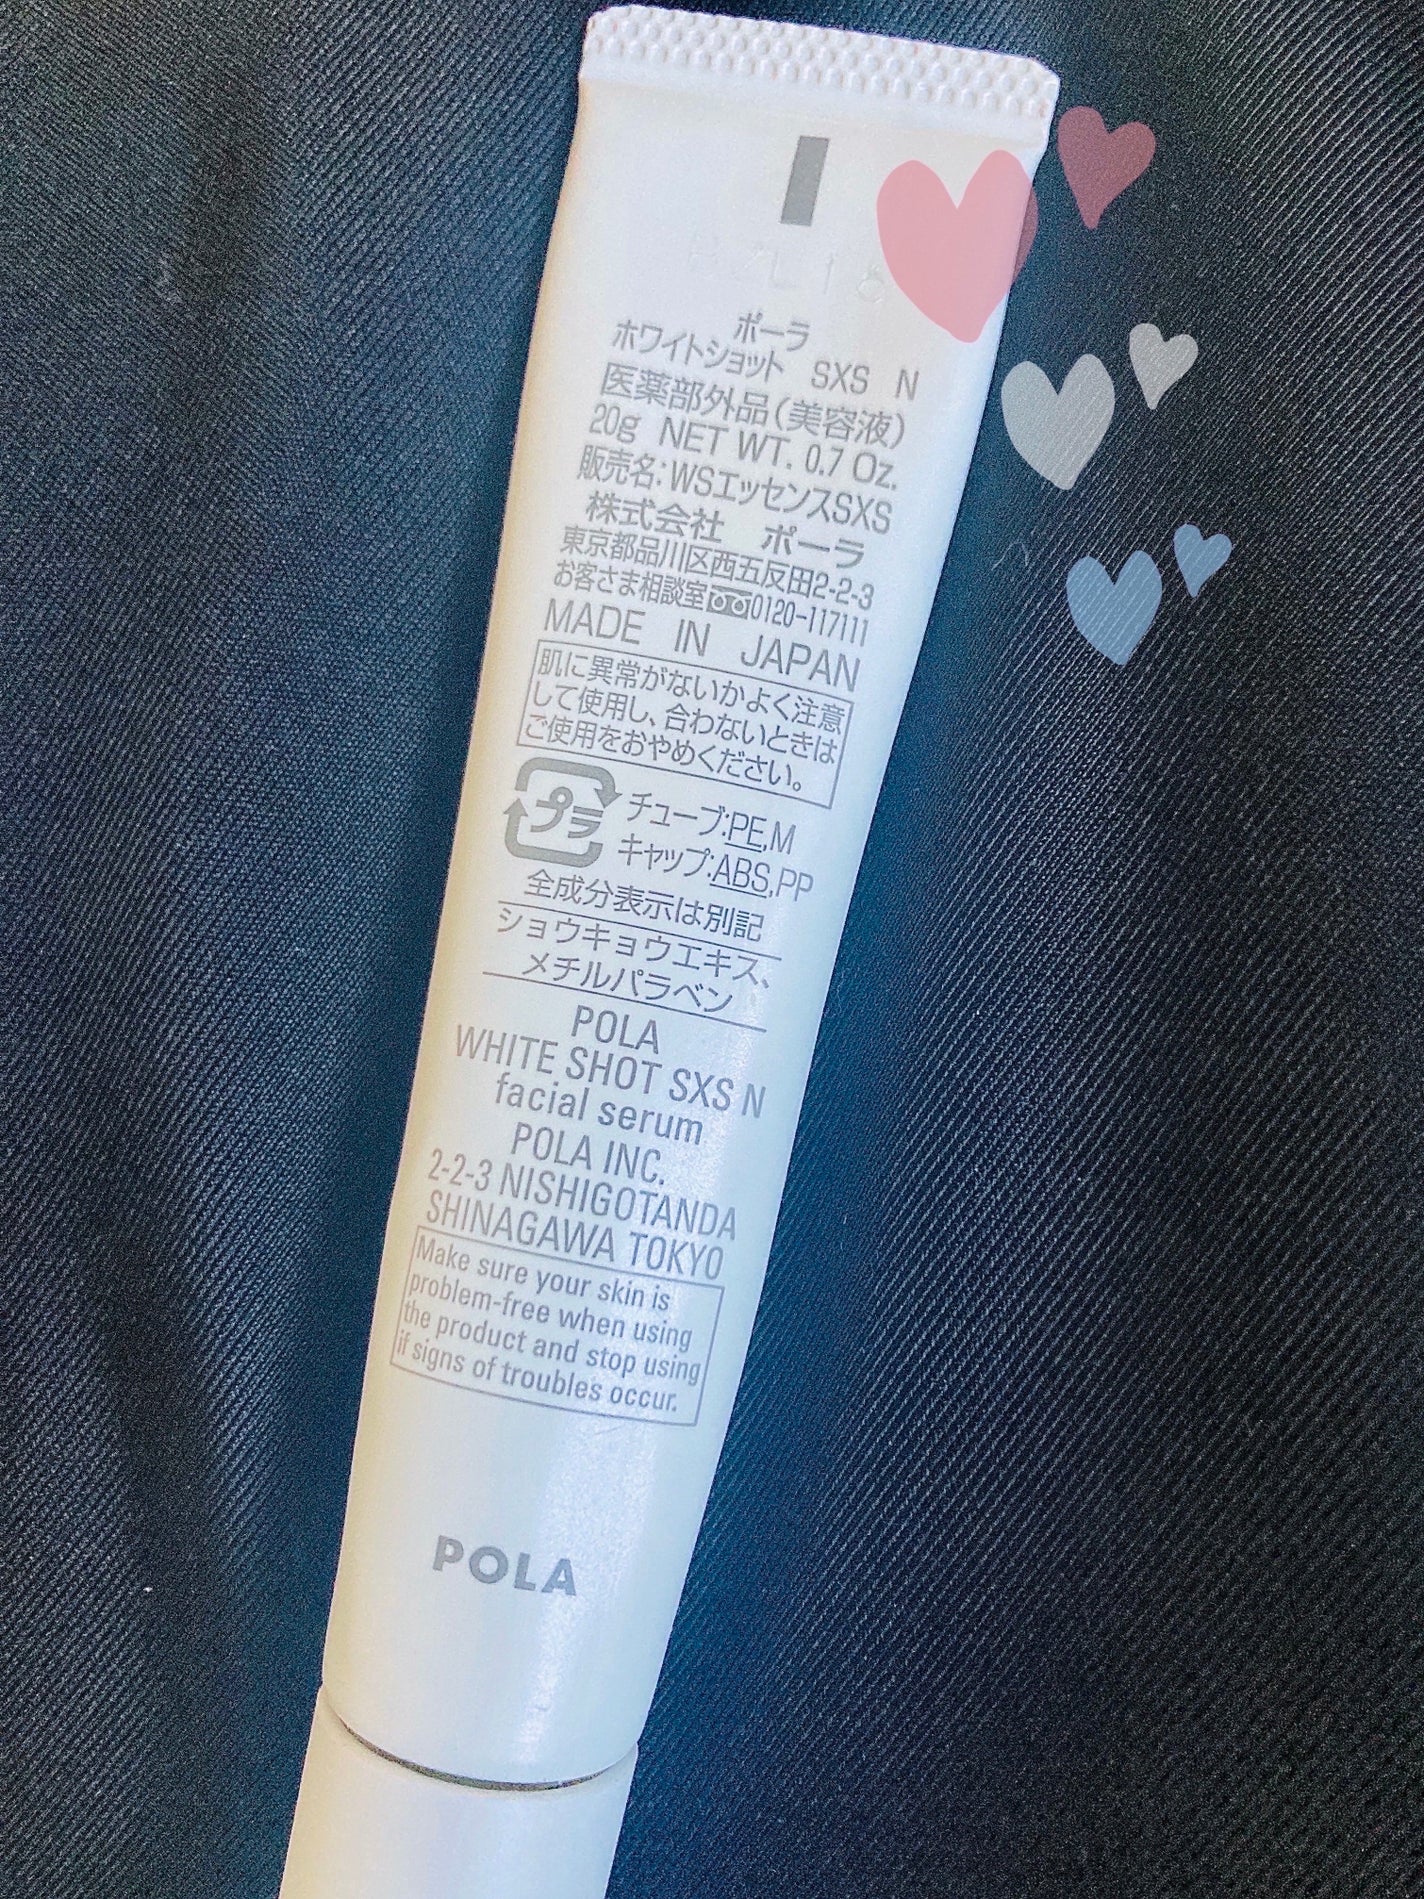 ポーラ
ホワイトショット SXS N
医薬部外品(美容液)
20g NET WT. 0.7 Oz.
販売名:WSエッセンスSXS
株式会社 ポーラ
東京都品川区西五反田2-2-3
お客さま相談室0120-117111
MADE IN JAPAN
肌に異常がないかよく注意
して使用し、合わないときは
ご使用をおやめください。
プラ
チューブ:PE,M
キャップ:ABS,PP
全成分表示は別記
ショウキョウエキス、
メチルパラベン
POLA
WHITE SHOT SXS N
facial serum
POLA INC.
2-2-3 NISHIGOTANDA
SHINAGAWA TOKYO
Make sure your skin is
problem-free when using
the product and stop using
if signs of troubles occur.
POLA